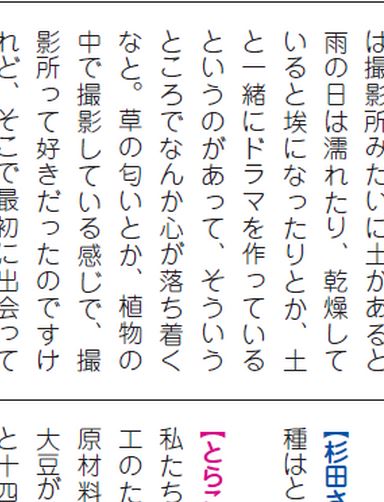 は撮影所みたいに土があると
雨の日は濡れたり、乾燥して
いると埃になったりとか、土
と一緒にドラマを作っている
というのがあって、そういう
ところでなんか心が落ち着く
なと。草の匂いとか、植物の
中で撮影している感じで、撮
影所って好きだったのですけ
れど、そこで最初に出会って
【杉田さ
種はと
【とらこ
私たち
工のた
原材料
大豆が
と十四